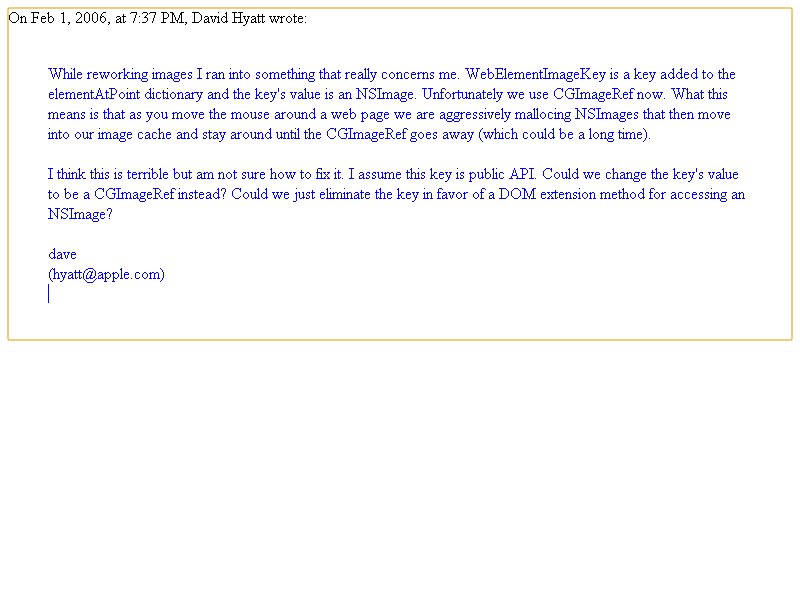 On Feb 1, 2006, at 7:37 PM, David Hyatt wrote:
While reworking images I ran into something that really concerns me. WebElementImageKey is a key added to the
elementAtPoint dictionary and the key's value is an NSImage. Unfortunately we use CGImageRef now. What this
means is that as you move the mouse around a web page we are aggressively mallocing NSImages that then move
into our image cache and stay around until the CGImageRef goes away (which could be a long time).
I think this is terrible but am not sure how to fix it. I assume this key is public API. Could we change the key's value
to be a CGImageRef instead? Could we just eliminate the key in favor of a DOM extension method for accessing an
NSImage?
dave
(hyatt@apple.com)